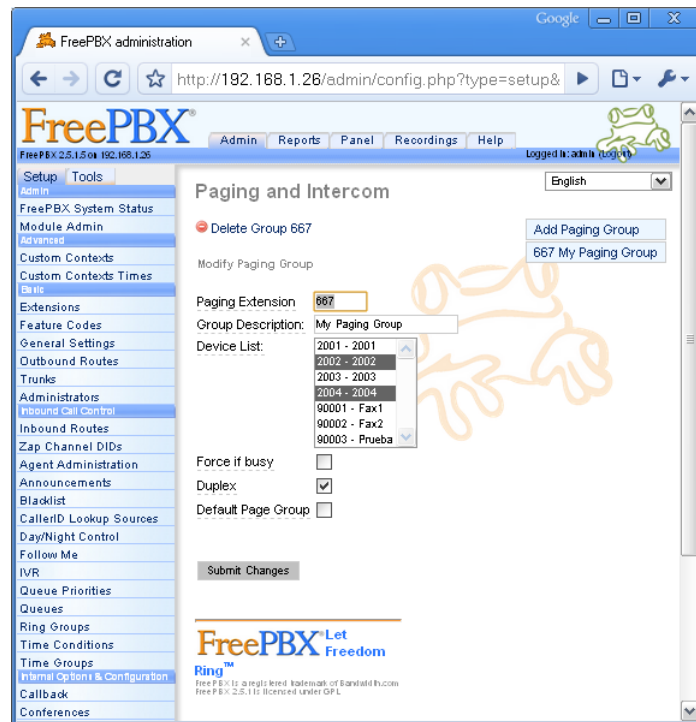 Google
FreePBX administration
http://192.168.1.26/admin/config.php?type=setup&
FreePBX®
Admin Reports Panel Recordings Help
FreePBX 2.5.1.5 on 192.168.1.26
Logged in: admin (Logout)
Setup Tools
English
Admin
FreePBX System Status
Module Admin
Advanced
Custom Contexts
Custom Contexts Times
Basic
Extensions
Feature Codes
General Settings
Outbound Routes
Trunks
Administrators
Inbound Call Control
Inbound Routes
Zap Channel DIDs
Agent Administration
Announcements
Blacklist
CallerID Lookup Sources
Day/Night Control
Follow Me
IVR
Queue Priorities
Queues
Ring Groups
Time Conditions
Time Groups
Internal Options & Configuration
Callback
Conferences
Paging and Intercom
Delete Group 667
Add Paging Group
667 My Paging Group
Modify Paging Group
Paging Extension 667
Group Description: My Paging Group
Device List:
2001 - 2001
2002 - 2002
2003 - 2003
2004 - 2004
90001 - Fax1
90002 - Fax2
90003 - Prueba
Force if busy
Duplex
Default Page Group
Submit Changes
FreePBX® Let Freedom Ring™
FreePBX is a registered trademark of Bandwidth.com
FreePBX 2.5.1 is licensed under GPL